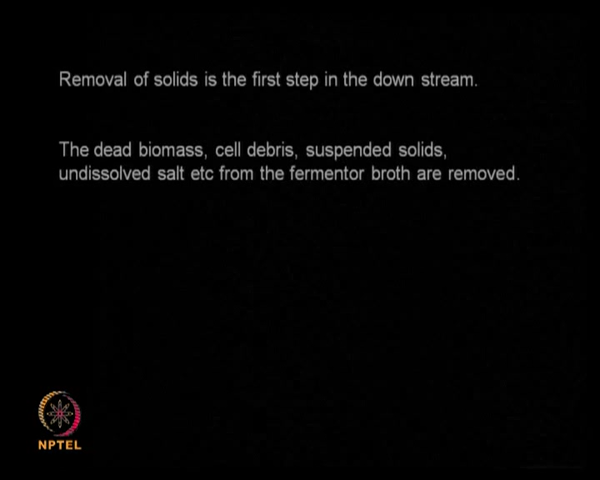 Removal of solids is the first step in the down stream.
The dead biomass, cell debris, suspended solids,
undissolved salt etc from the fermentor broth are removed.
NPTEL